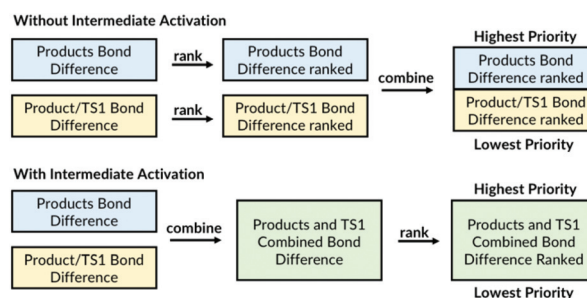 Without Intermediate Activation
Products Bond
Difference
rank
Products Bond
Difference ranked
Product/TS1 Bond
Difference
rank
Product/TS1 Bond
Difference ranked
combine
Highest Priority
Products Bond
Difference ranked
Product/TS1 Bond
Difference ranked
Lowest Priority
With Intermediate Activation
Products Bond
Difference
Product/TS1 Bond
Difference
combine
Products and TS1
Combined Bond
Difference
rank
Highest Priority
Products and TS1
Combined Bond
Difference Ranked
Lowest Priority